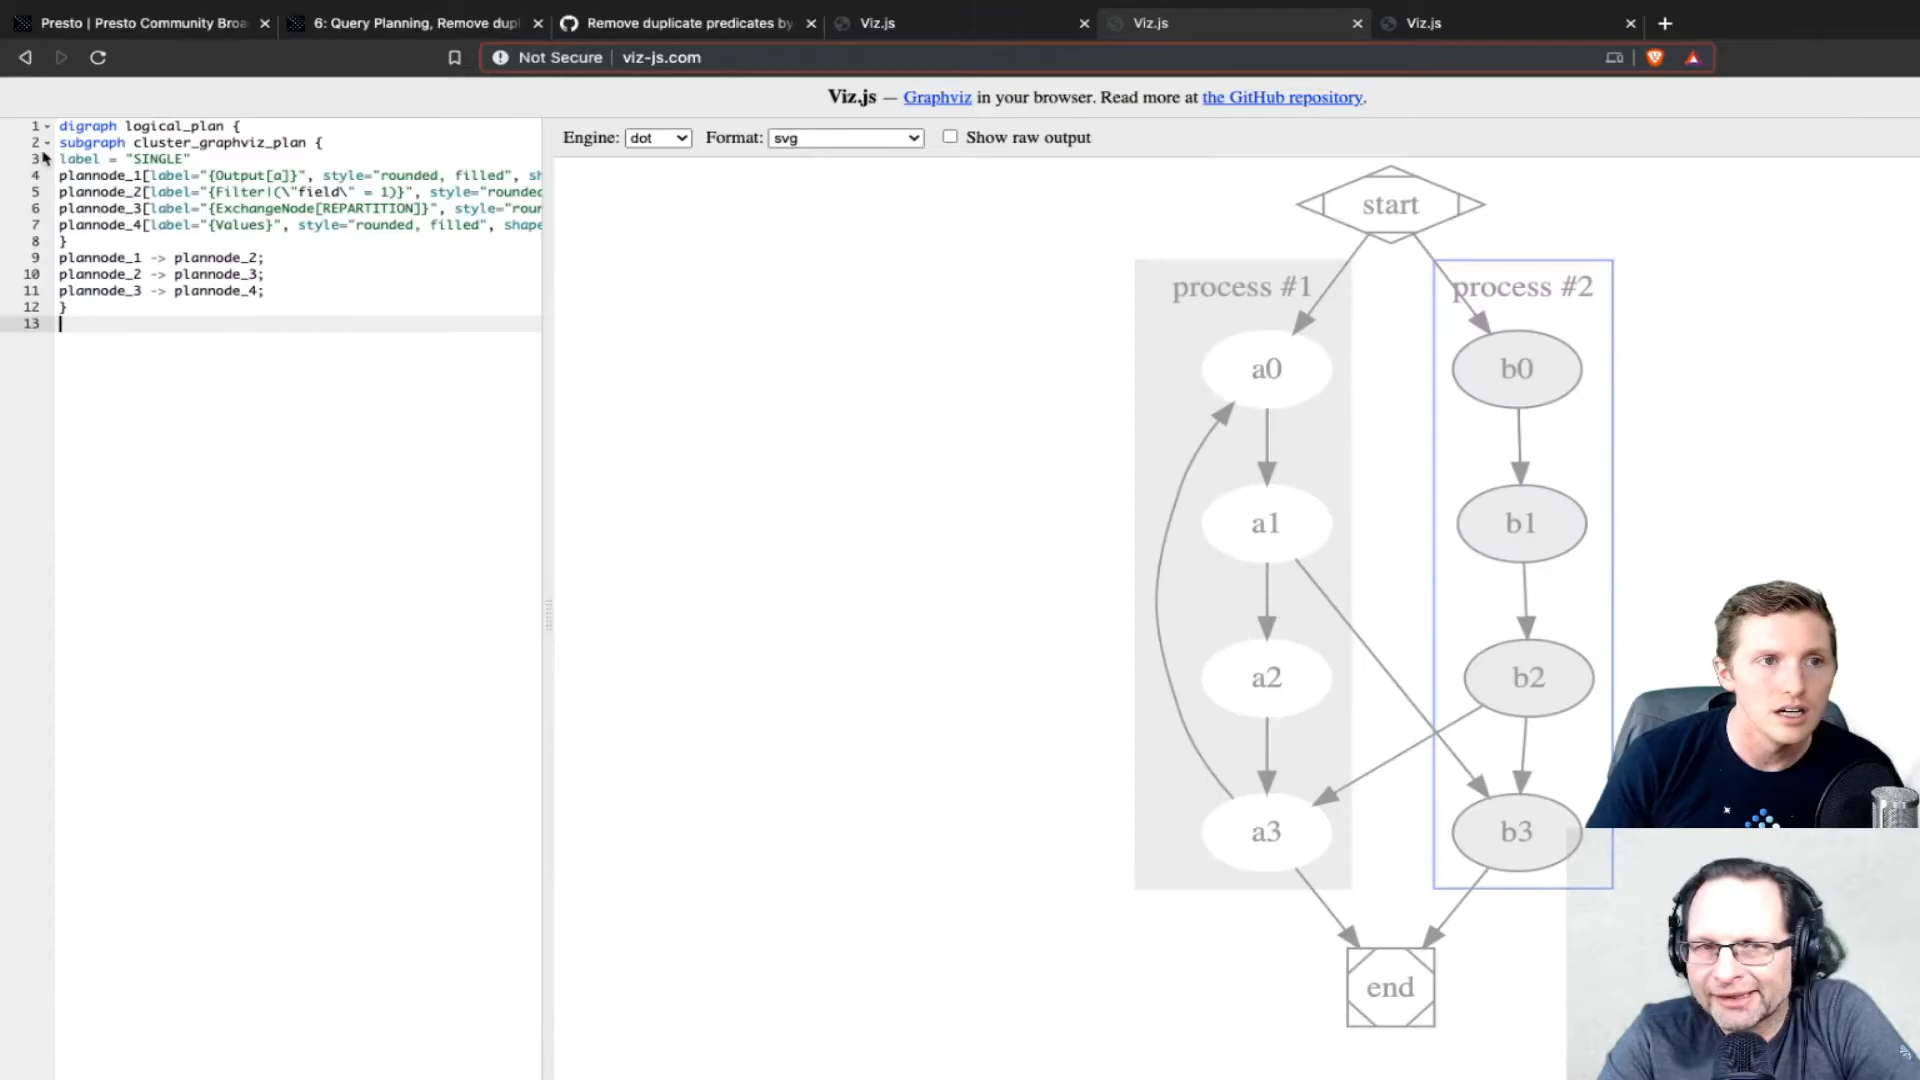 Presto | Presto Community Broa
6: Query Planning, Remove dup
Remove duplicate predicates by
Viz.js
Viz.js
Viz.js
Not Secure | viz-js.com
Viz.js — Graphviz in your browser. Read more at the GitHub repository.
Engine: dot Format: svg Show raw output
1 digraph logical_plan {
2 subgraph cluster_graphviz_plan {
3 label = "SINGLE"
4 plannode_1[label="{Output[a]}", style="rounded, filled", sh
5 plannode_2[label="{Filter|(\"field\" = 1)}", style="rounded
6 plannode_3[label="{ExchangeNode[REPARTITION]}", style="roun
7 plannode_4[label="{Values}", style="rounded, filled", shape
8 }
9 plannode_1 -> plannode_2;
10 plannode_2 -> plannode_3;
11 plannode_3 -> plannode_4;
12 }
13
start
process #1
process #2
a0
b0
a1
b1
a2
b2
a3
b3
end